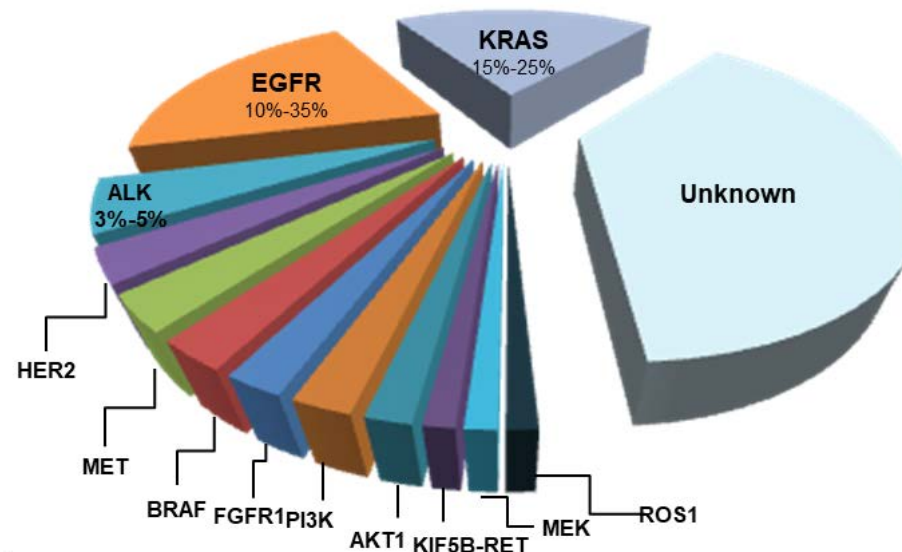 KRAS
15%-25%
EGFR
10%-35%
Unknown
ALK
3%-5%
HER2
MET
BRAF
FGFR1
PI3K
AKT1
KIF5B-RET
MEK
ROS1